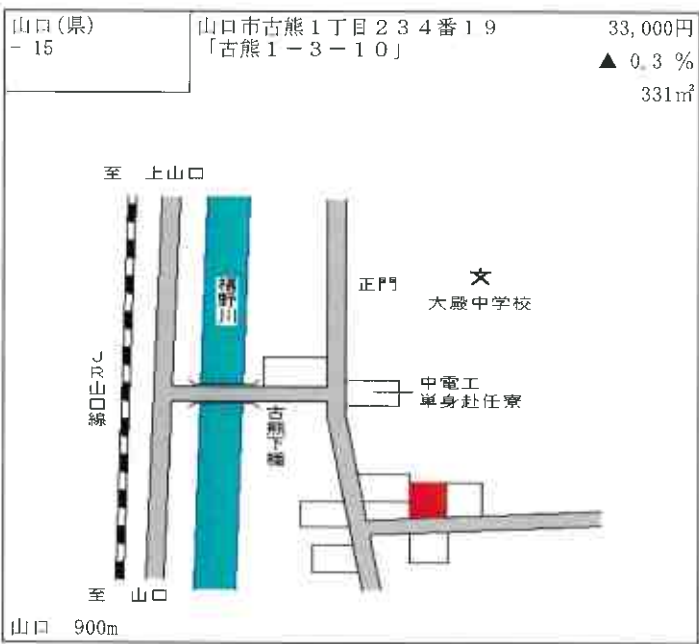 山口(県)
- 15
山口市古熊1丁目234番19
「古熊1-3-10」
33,000円
▲ 0.3 %
331㎡
至 上山口
正門
大殿中学校
椹野川
JR山口線
中電工
単身赴任寮
古熊下橋
至 山口
山口 900m